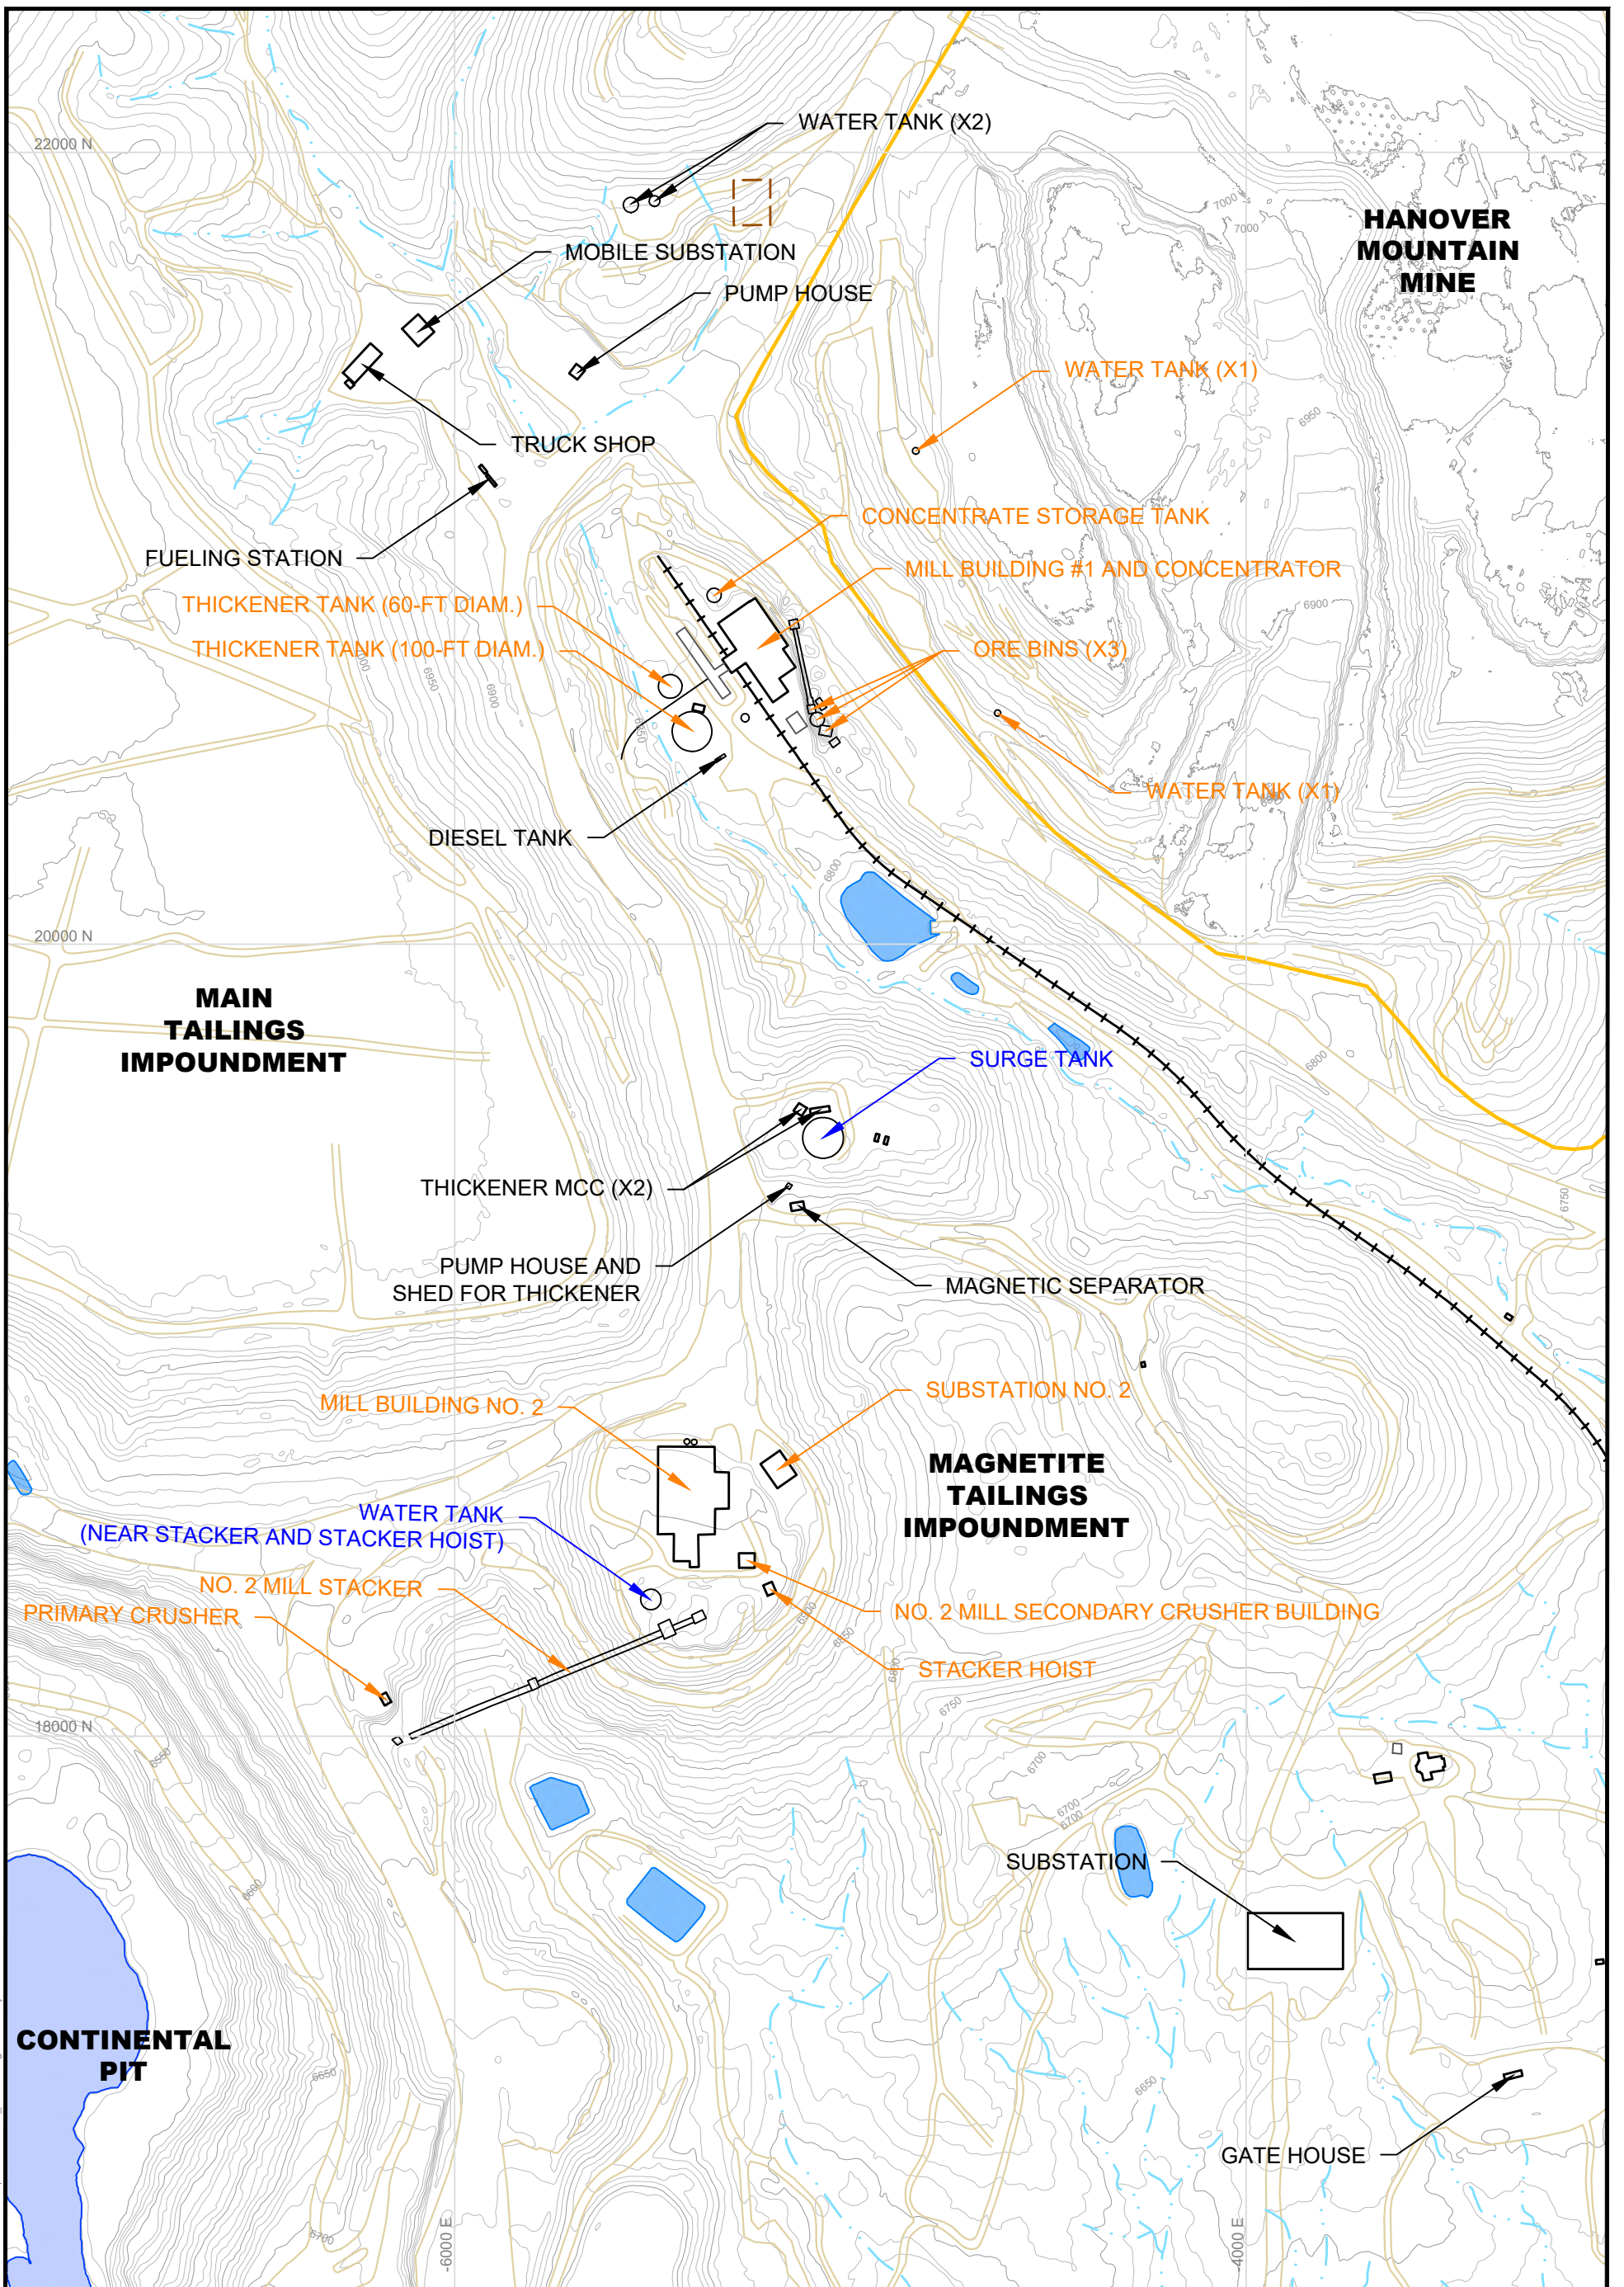 WATER TANK (X2)
22000 N
7000
7000
HANOVER
MOUNTAIN
MINE
MOBILE SUBSTATION
PUMP HOUSE
WATER TANK (X1)
6950
TRUCK SHOP
CONCENTRATE STORAGE TANK
FUELING STATION
MILL BUILDING #1 AND CONCENTRATOR
THICKENER TANK (60-FT DIAM.)
6900
THICKENER TANK (100-FT DIAM.)
ORE BINS (X3)
6950
6900
WATER TANK (X1)
DIESEL TANK
6800
20000 N
MAIN
TAILINGS
IMPOUNDMENT
SURGE TANK
6800
THICKENER MCC (X2)
6750
PUMP HOUSE AND
SHED FOR THICKENER
MAGNETIC SEPARATOR
SUBSTATION NO. 2
MILL BUILDING NO. 2
MAGNETITE
TAILINGS
IMPOUNDMENT
WATER TANK
(NEAR STACKER AND STACKER HOIST)
NO. 2 MILL STACKER
PRIMARY CRUSHER
NO. 2 MILL SECONDARY CRUSHER BUILDING
6900
6850
STACKER HOIST
6800
6750
18000 N
6550
6700
6700
6700
SUBSTATION
6600
CONTINENTAL
PIT
6650
6650
GATE HOUSE
6700
-6000 E
-4000 E